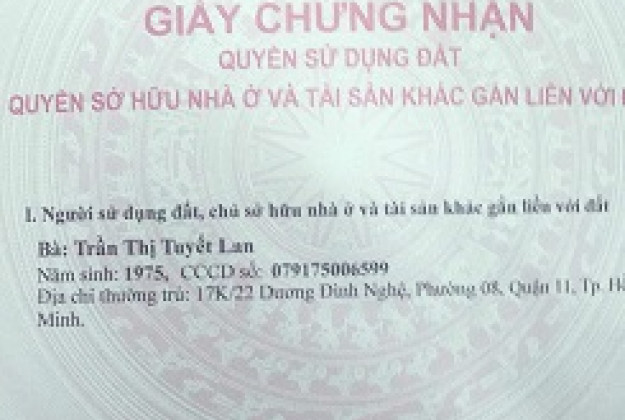 GIẤY CHỨNG NHẬN
QUYỀN SỬ DỤNG ĐẤT
QUYỀN SỞ HỮU NHÀ Ở VÀ TÀI SẢN KHÁC GẮN LIỀN VỚI
I. Người sử dụng đất, chủ sở hữu nhà ở và tài sản khác gắn liền với đất
Bà: Trần Thị Tuyết Lan
Năm sinh: 1975, CCCD số: 079175006599
Địa chỉ thường trú: 17K/22 Dương Đình Nghệ, Phường 08, Quận 11, Tp. Hồ
Minh.